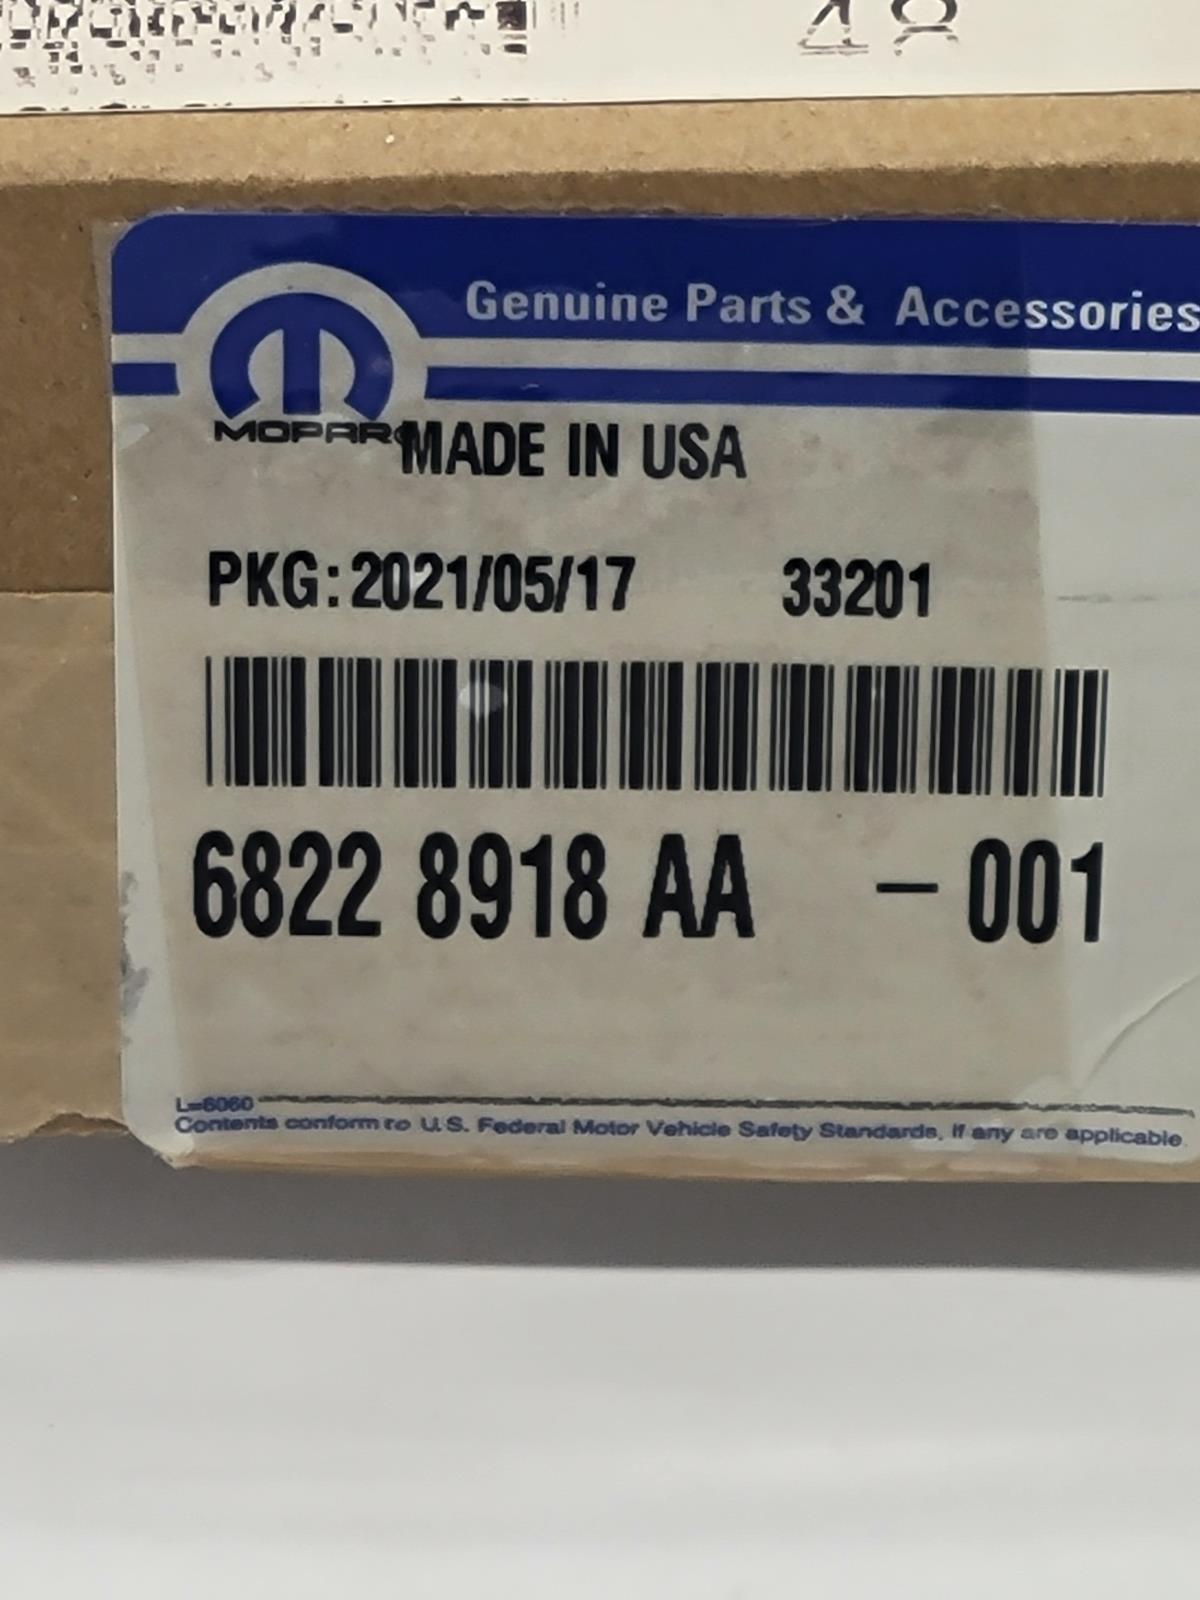 48
Genuine Parts & Accessories
MOPAR®
MADE IN USA
PKG:2021/05/17 33201
6822 8918 AA — 001
L=6060
Contents conform to U.S. Federal Motor Vehicle Safety Standards, if any are applicable.